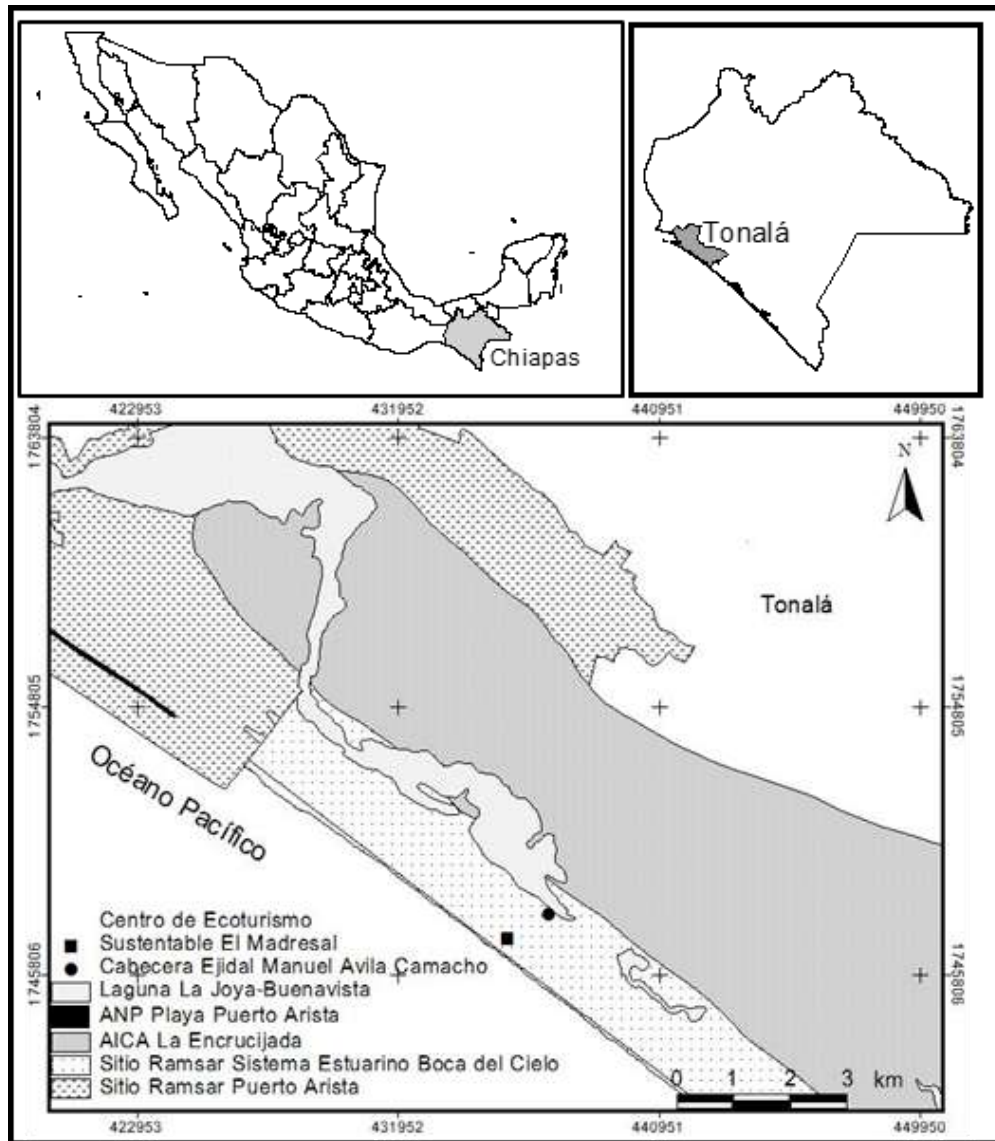 Chiapas
Tonalá
422953
431952
440951
449950
1763804
1763804
N
Tonalá
1754805
1754805
Océano Pacífico
Centro de Ecoturismo
Sustentable El Madresal
Cabecera Ejidal Manuel Avila Camacho
Laguna La Joya-Buenavista
ANP Playa Puerto Arista
AICA La Encrucijada
Sitio Ramsar Sistema Estuarino Boca del Cielo
Sitio Ramsar Puerto Arista
1745806
1745806
0 1 2 3 km
422953
431952
440951
449950